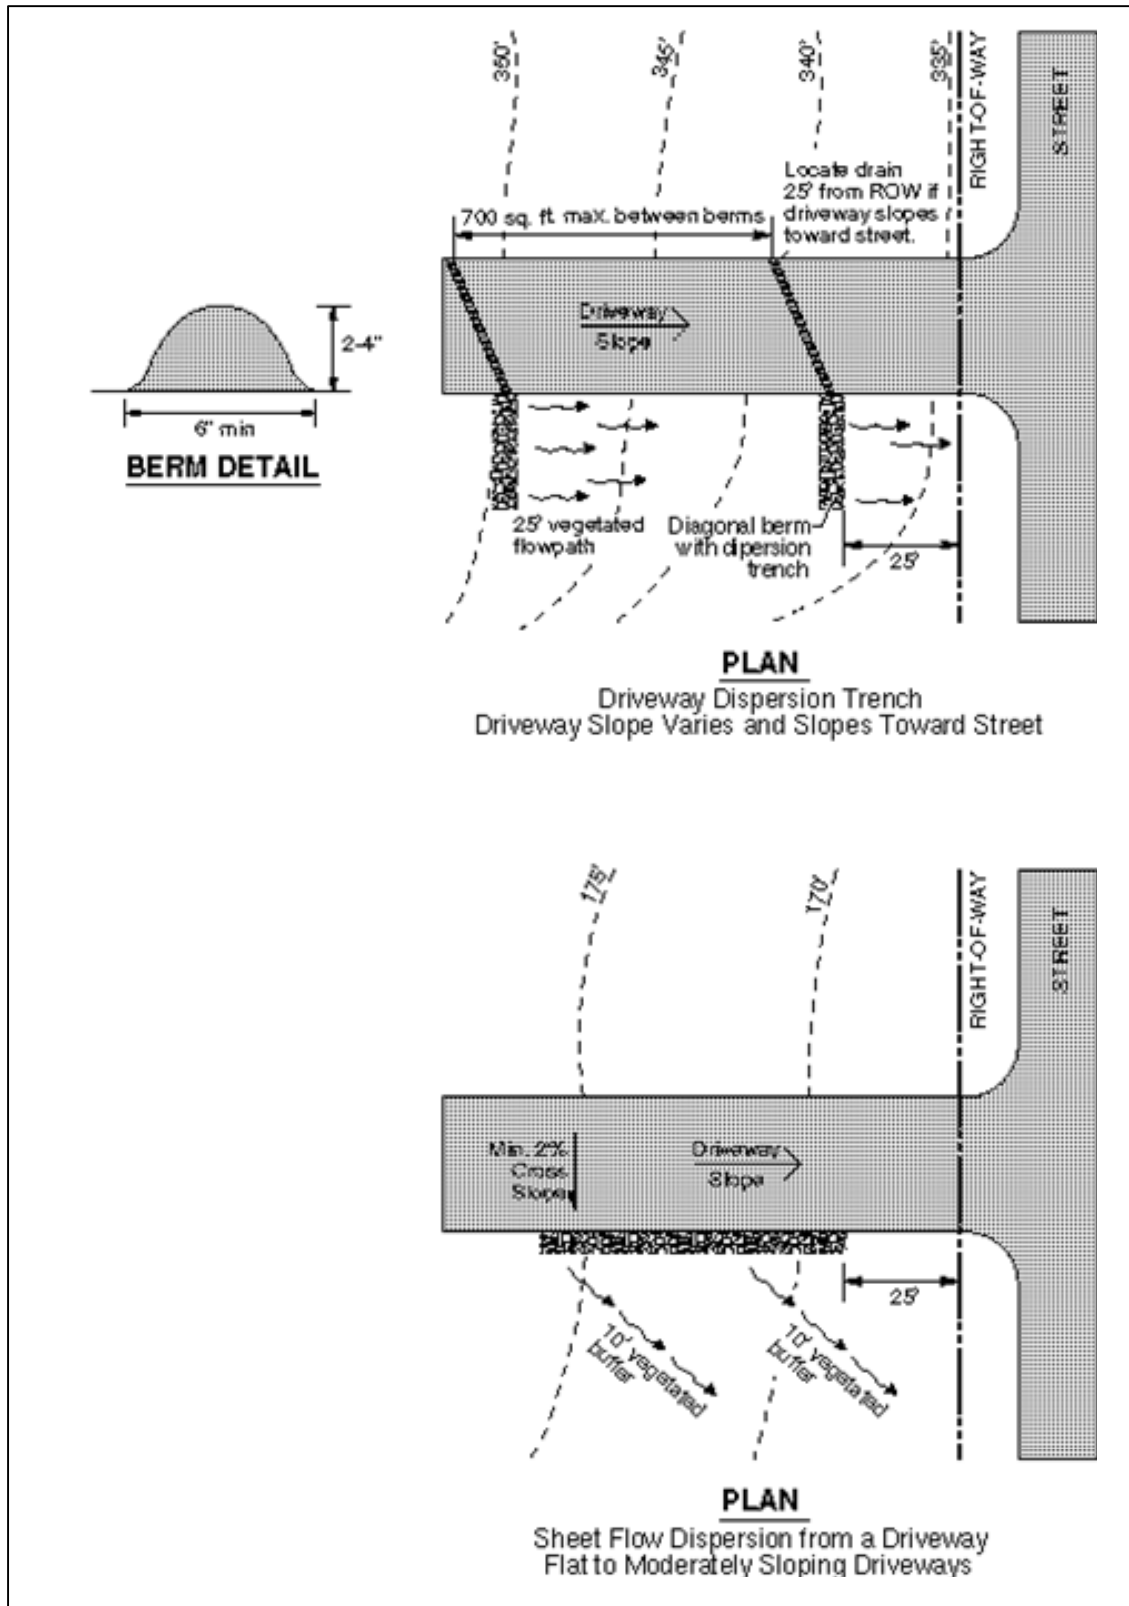 350'
345'
340'
335'
RIGHT-OF-WAY
STREET
Locate drain
25' from ROW if
driveway slopes
toward street.
700 sq. ft. max. between berms
Driveway
Slope
2-4"
6" min
BERM DETAIL
25' vegetated
flowpath
Diagonal berm
with dipersion
trench
25'
PLAN
Driveway Dispersion Trench
Driveway Slope Varies and Slopes Toward Street
175'
170'
RIGHT-OF-WAY
STREET
Min. 2%
Cross
Slope
Driveway
Slope
25'
10' vegetated
buffer
10' vegetated
buffer
PLAN
Sheet Flow Dispersion from a Driveway
Flat to Moderately Sloping Driveways